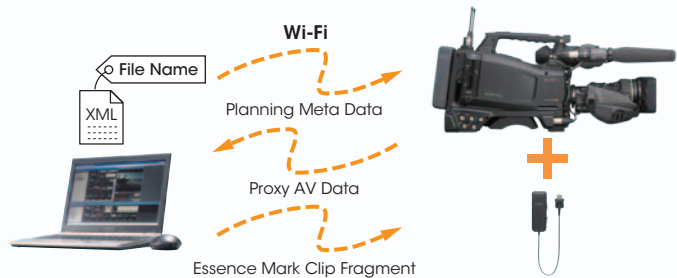 Wi-Fi
File Name
XML
Planning Meta Data
Proxy AV Data
Essence Mark Clip Fragment